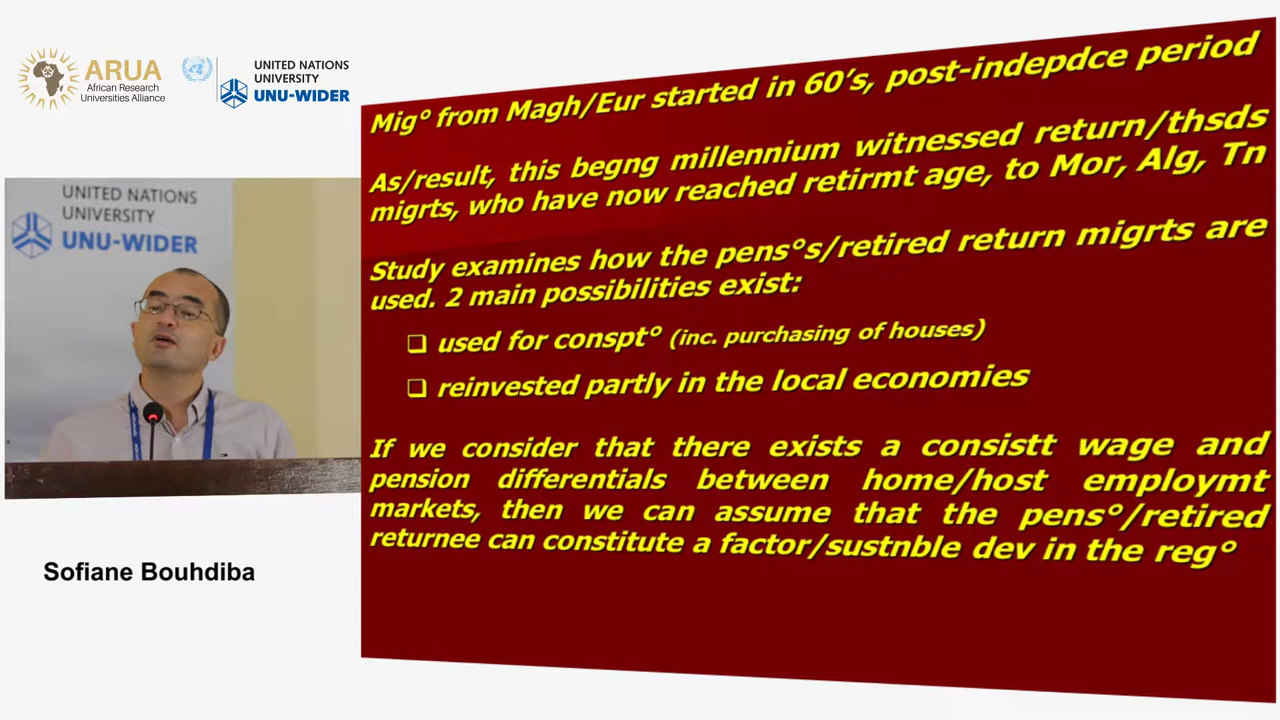 ARUA
African Research
Universities Alliance
UNITED NATIONS
UNIVERSITY
UNU-WIDER
UNITED NATIONS
UNIVERSITY
UNU-WIDER
Sofiane Bouhdiba
Mig° from Magh/Eur started in 60's, post-indepdce period
As/result, this begng millennium witnessed return/thsds
migrts, who have now reached retirmt age, to Mor, Alg, Tn
Study examines how the pens°s/retired return migrts are
used. 2 main possibilities exist:
❑ used for conspt° (inc. purchasing of houses)
❑ reinvested partly in the local economies
If we consider that there exists a consistt wage and
pension differentials between home/host employmt
markets, then we can assume that the pens°/retired
returnee can constitute a factor/sustnble dev in the reg°